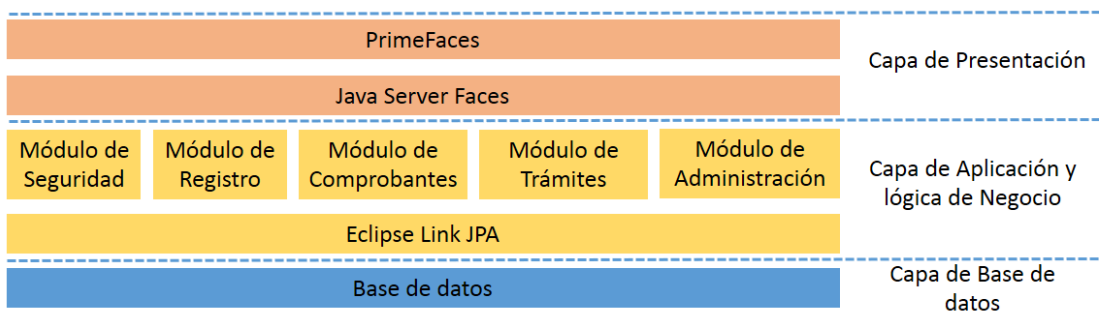 PrimeFaces
Java Server Faces
Capa de Presentación
Módulo de
Seguridad
Módulo de
Registro
Módulo de
Comprobantes
Módulo de
Trámites
Módulo de
Administración
Eclipse Link JPA
Capa de Aplicación y
lógica de Negocio
Base de datos
Capa de Base de
datos